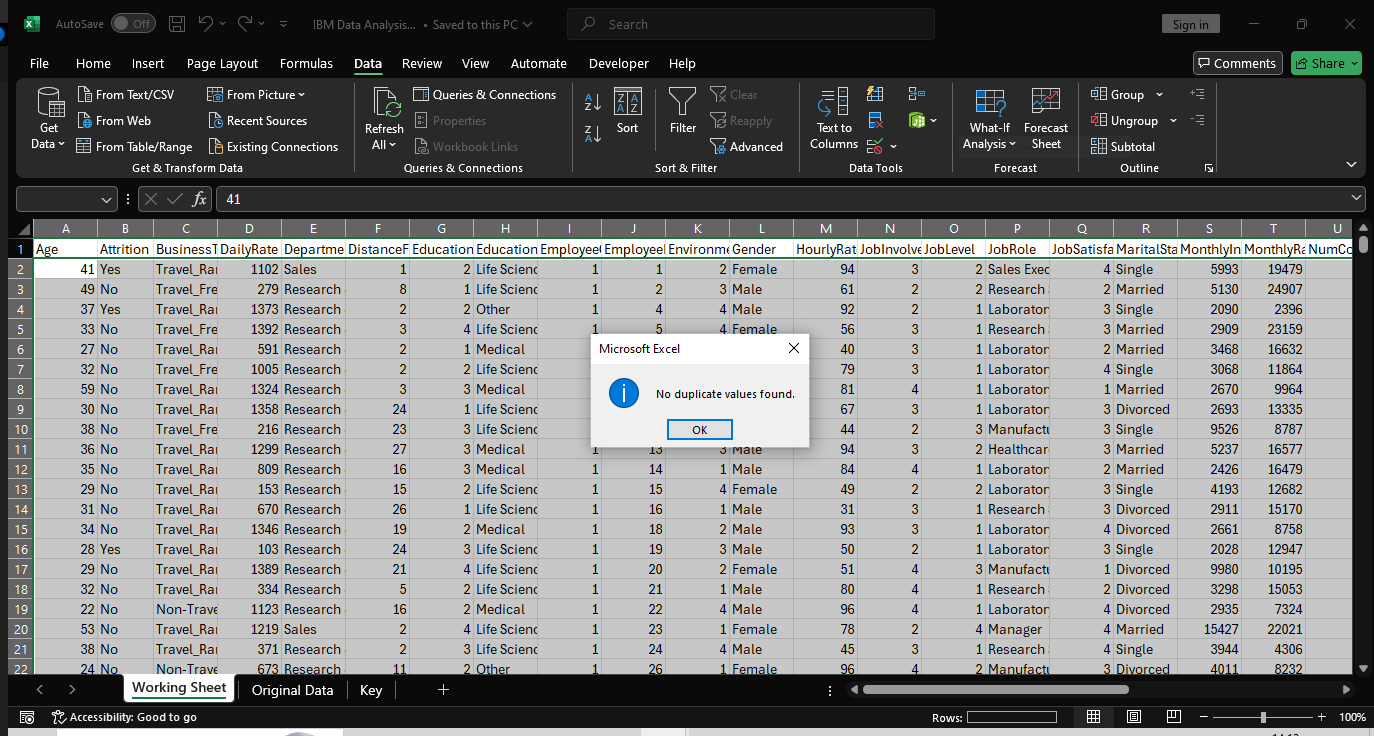 AutoSave Off IBM Data Analysis... • Saved to this PC Search Sign in
File Home Insert Page Layout Formulas Data Review View Automate Developer Help Comments Share
Get Data From Text/CSV From Picture Refresh All Queries & Connections Sort Filter Clear Text to Columns What-If Analysis Forecast Sheet Group
From Web Recent Sources Properties Reapply Ungroup
From Table/Range Existing Connections Workbook Links Advanced Subtotal
Get & Transform Data Queries & Connections Sort & Filter Data Tools Forecast Outline
fx 41
A B C D E F G H I J K L M N O P Q R S T U
1 Age Attrition BusinessT DailyRate Departme DistanceF Education Education Employee Employee Environme Gender HourlyRat JobInvolve JobLevel JobRole JobSatisfa MaritalSta MonthlyIn MonthlyRa NumCo
2 41 Yes Travel_Rar 1102 Sales 1 2 Life Scienc 1 1 2 Female 94 3 2 Sales Exec 4 Single 5993 19479
3 49 No Travel_Fre 279 Research 8 1 Life Scienc 1 2 3 Male 61 2 2 Research 2 Married 5130 24907
4 37 Yes Travel_Rar 1373 Research 2 2 Other 1 4 4 Male 92 2 1 Laborator 3 Single 2090 2396
5 33 No Travel_Fre 1392 Research 3 4 Life Scienc 1 5 4 Female 56 3 1 Research 3 Married 2909 23159
6 27 No Travel_Rar 591 Research 2 1 Medical 40 3 1 Laborator 2 Married 3468 16632
7 32 No Travel_Fre 1005 Research 2 2 Life Scienc 79 3 1 Laborator 4 Single 3068 11864
8 59 No Travel_Rar 1324 Research 3 3 Medical 81 4 1 Laborator 1 Married 2670 9964
9 30 No Travel_Rar 1358 Research 24 1 Life Scienc 67 3 1 Laborator 3 Divorced 2693 13335
10 38 No Travel_Fre 216 Research 23 3 Life Scienc 44 2 3 Manufactu 3 Single 9526 8787
11 36 No Travel_Rar 1299 Research 27 3 Medical 1 13 3 Male 94 3 2 Healthcar 3 Married 5237 16577
12 35 No Travel_Rar 809 Research 16 3 Medical 1 14 1 Male 84 4 1 Laborator 2 Married 2426 16479
13 29 No Travel_Rar 153 Research 15 2 Life Scienc 1 15 4 Female 49 2 2 Laborator 3 Single 4193 12682
14 31 No Travel_Rar 670 Research 26 1 Life Scienc 1 16 1 Male 31 3 1 Research 3 Divorced 2911 15170
15 34 No Travel_Rar 1346 Research 19 2 Medical 1 18 2 Male 93 3 1 Laborator 4 Divorced 2661 8758
16 28 Yes Travel_Rar 103 Research 24 3 Life Scienc 1 19 3 Male 50 2 1 Laborator 3 Single 2028 12947
17 29 No Travel_Rar 1389 Research 21 4 Life Scienc 1 20 2 Female 51 4 3 Manufactu 1 Divorced 9980 10195
18 32 No Travel_Rar 334 Research 5 2 Life Scienc 1 21 1 Male 80 4 1 Research 2 Divorced 3298 15053
19 22 No Non-Trave 1123 Research 16 2 Medical 1 22 4 Male 96 4 1 Laborator 4 Divorced 2935 7324
20 53 No Travel_Rar 1219 Sales 2 4 Life Scienc 1 23 1 Female 78 2 4 Manager 4 Married 15427 22021
21 38 No Travel_Rar 371 Research 2 3 Life Scienc 1 24 4 Male 45 3 1 Research 4 Single 3944 4306
22 24 No Non-Trave 673 Research 11 2 Other 1 26 1 Female 96 4 2 Manufactu 3 Divorced 4011 8232
Microsoft Excel
No duplicate values found.
OK
Working Sheet Original Data Key
Accessibility: Good to go Rows: 100%